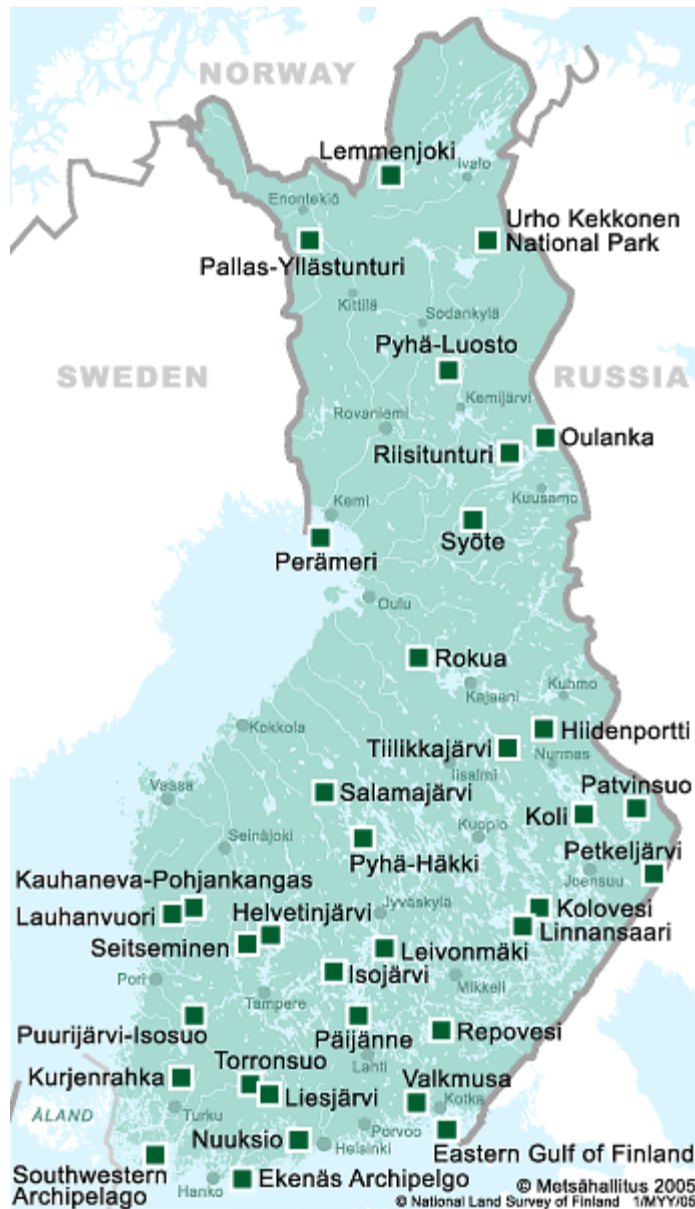 NORWAY
Lemmenjoki
Ivalo
Enontekiö
Urho Kekkonen
National Park
Pallas-Yllästunturi
Kittilä
Sodankylä
Pyhä-Luosto
SWEDEN
RUSSIA
Kemijärvi
Rovaniemi
Oulanka
Riisitunturi
Kuusamo
Kemi
Syöte
Perämeri
Oulu
Rokua
Kajaani
Kuhmo
Kokkola
Hiidenportti
Tiilikkajärvi
Nurmes
Iisalmi
Vassa
Salamajärvi
Patvinsuo
Koli
Kuopio
Seinäjoki
Pyhä-Häkki
Petkeljärvi
Joensuu
Kauhaneva-Pohjankangas
Lauhanvuori
Helvetinjärvi
Jyväskylä
Kolovesi
Linnansaari
Seitseminen
Leivonmäki
Isojärvi
Pori
Mikkeli
Tampere
Puurijärvi-Isosuo
Päijänne
Repovesi
Lahti
Torronsuo
Kurjenrahka
Liesjärvi
Valkmusa
Kotka
ÅLAND
Turku
Porvoo
Nuuksio
Helsinki
Eastern Gulf of Finland
Southwestern
Archipelago
Hanko
Ekenäs Archipelgo
© Metsähallitus 2005
© National Land Survey of Finland 1/MYY/05